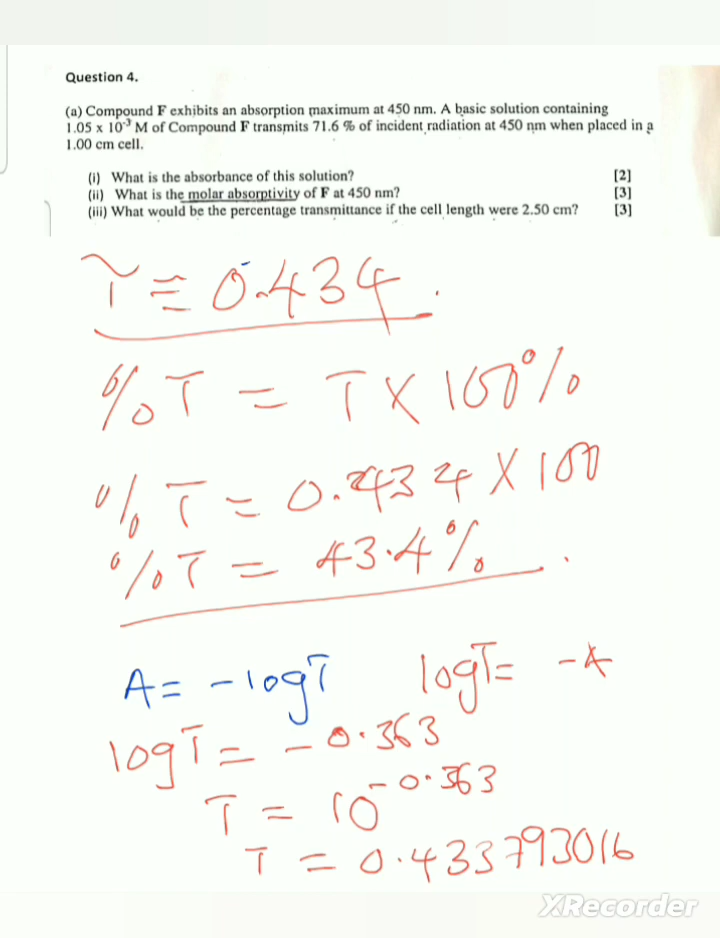 Question 4.
(a) Compound F exhibits an absorption maximum at 450 nm. A basic solution containing
1.05 x 10⁻³ M of Compound F transmits 71.6 % of incident radiation at 450 nm when placed in a
1.00 cm cell.
(i) What is the absorbance of this solution? [2]
(ii) What is the molar absorptivity of F at 450 nm? [3]
(iii) What would be the percentage transmittance if the cell length were 2.50 cm? [3]
T = 0.434.
%T = T X 100%
%T = 0.434 X 100
%T = 43.4%.
A = -logT logT = -A
logT = -0.363
T = 10^-0.363
T = 0.433793016
XRecorder